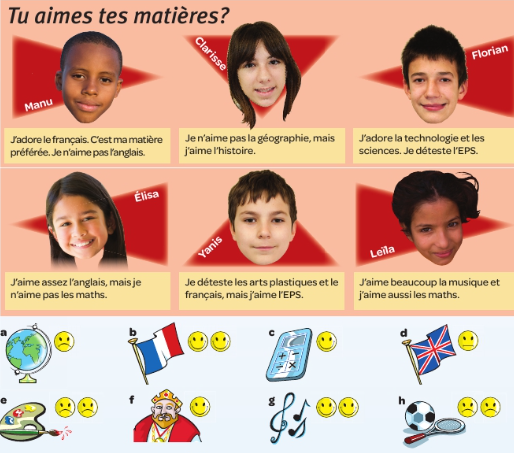 Tu aimes tes matières?
Manu
Clarisse
Florian
J'adore le français. C'est ma matière
préférée. Je n'aime pas l'anglais.
Je n'aime pas la géographie, mais
j'aime l'histoire.
J'adore la technologie et les
sciences. Je déteste l'EPS.
Élisa
Yanis
Leïla
J'aime assez l'anglais, mais je
n'aime pas les maths.
Je déteste les arts plastiques et le
français, mais j'aime l'EPS.
J'aime beaucoup la musique et
j'aime aussi les maths.
a
b
c
d
e
f
g
h